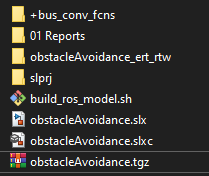 +bus_conv_fcns
01 Reports
obstacleAvoidance_ert_rtw
slprj
build_ros_model.sh
obstacleAvoidance.slx
obstacleAvoidance.slxc
obstacleAvoidance.tgz